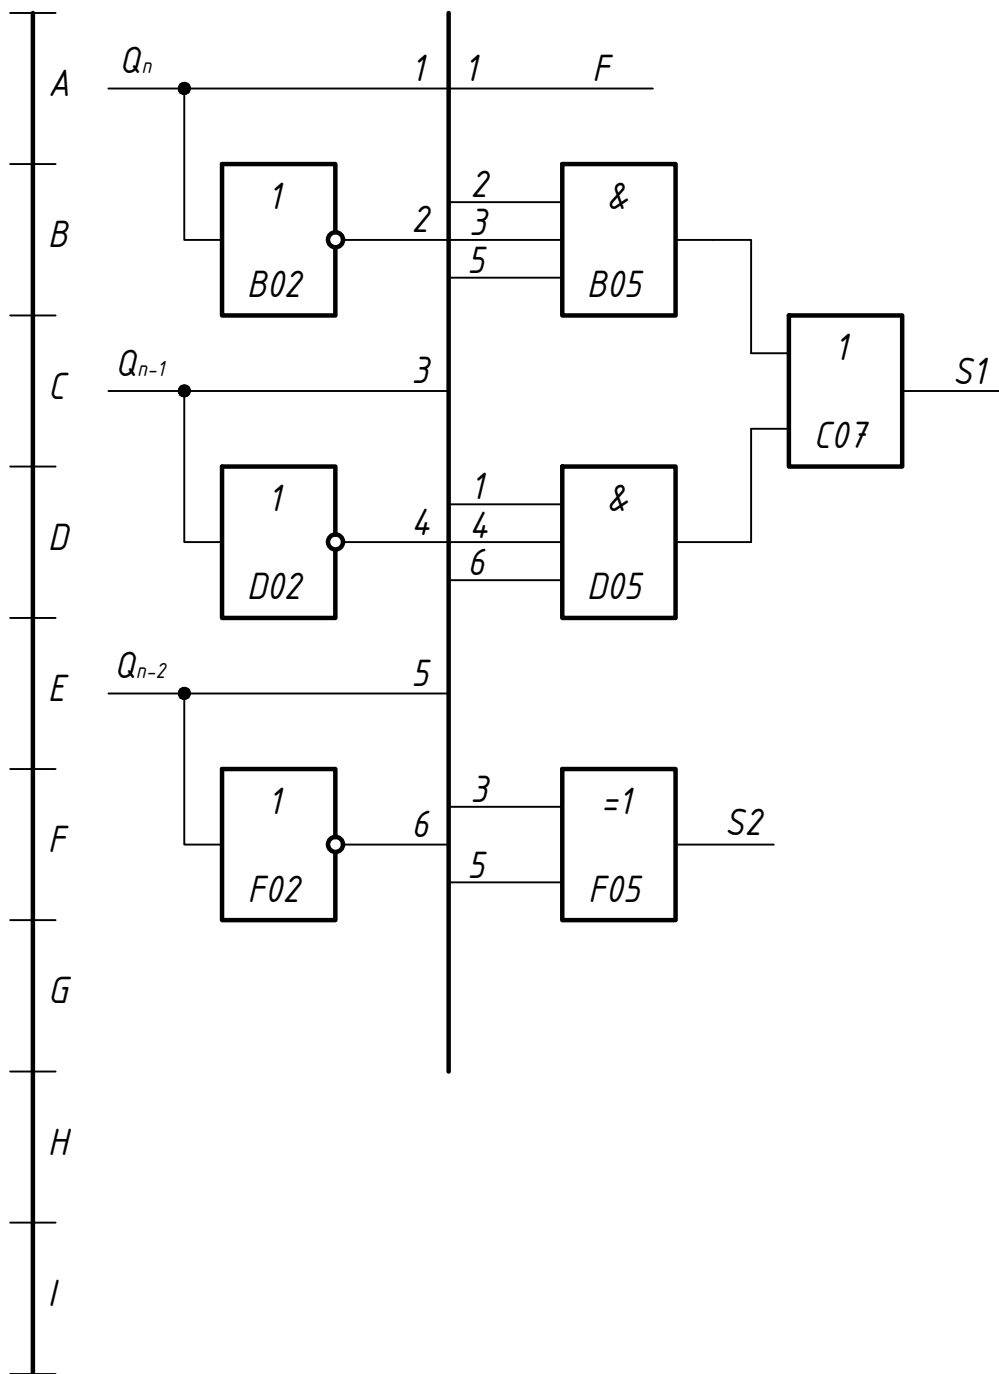 A Qn 1 1 F
B 1 B02 2 2 3 5 & B05
C Qn-1 3 1 C07 S1
D 1 D02 4 1 4 6 & D05
E Qn-2 5
F 1 F02 6 3 5 =1 F05 S2
G
H
I